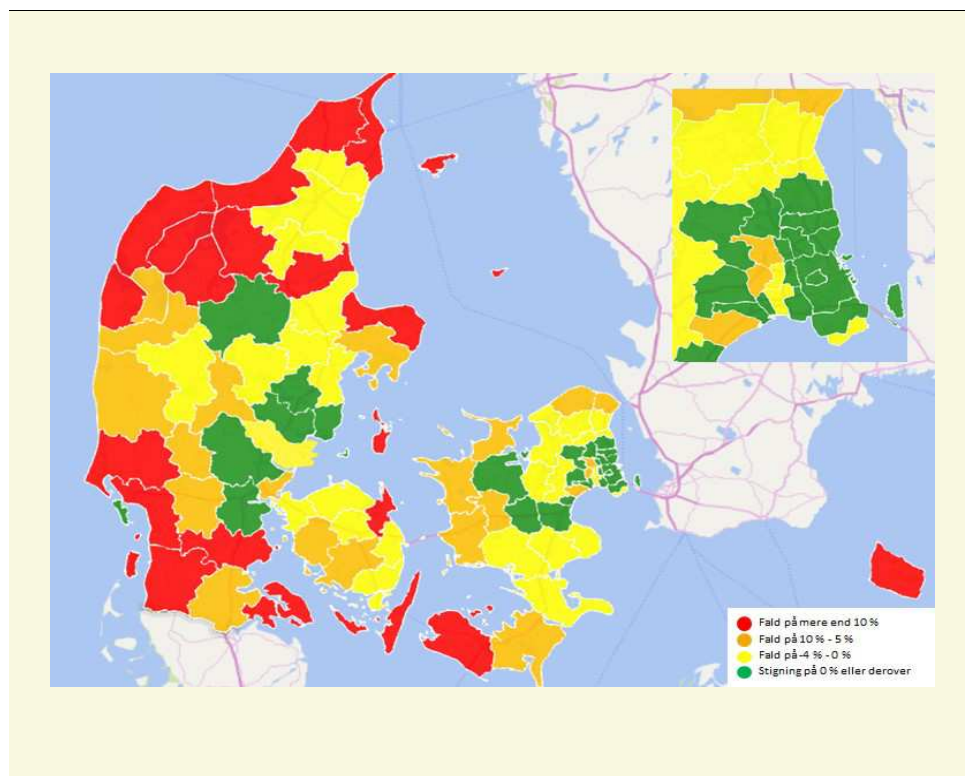 Fald på mere end 10 %
Fald på 10 % - 5 %
Fald på -4 % - 0 %
Stigning på 0 % eller derover